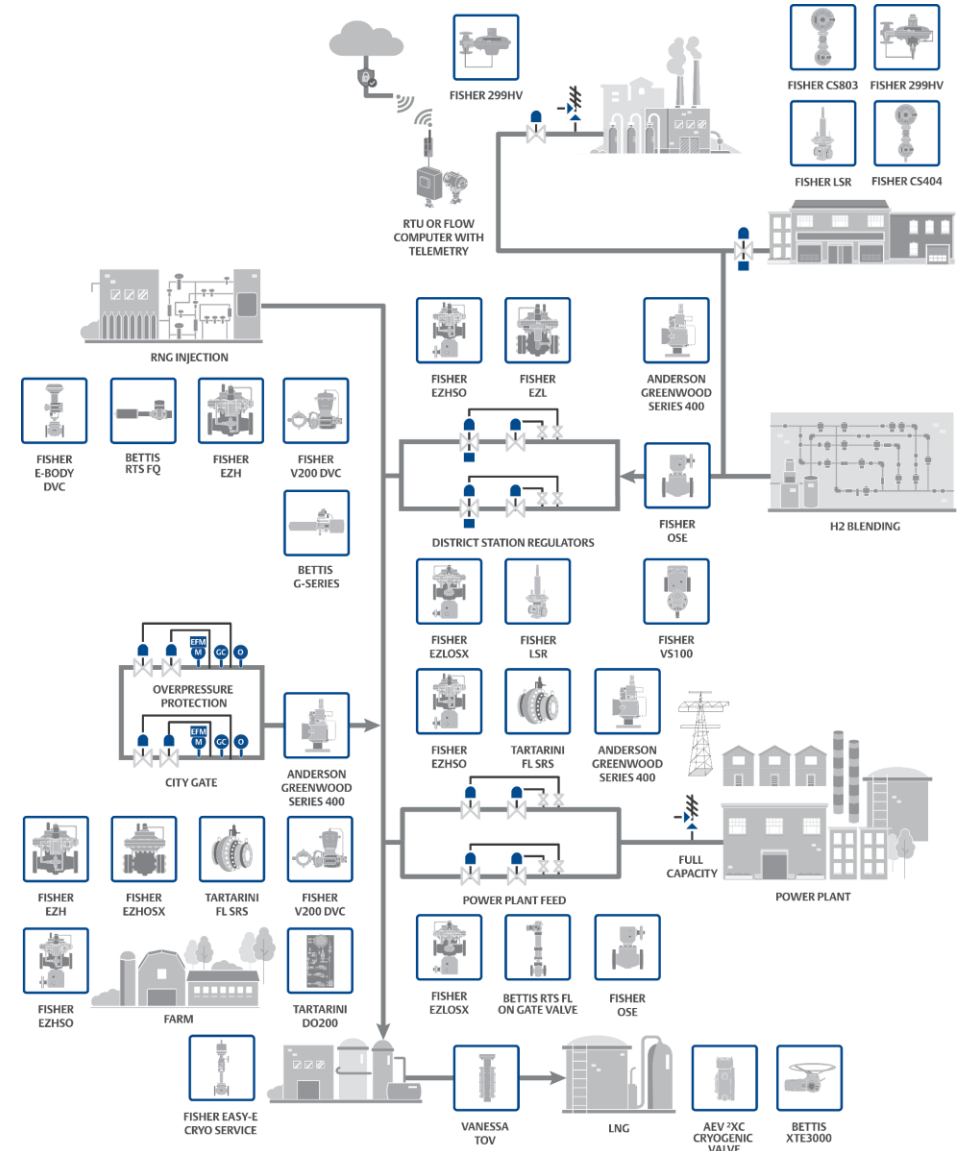 FISHER 299HV
FISHER CS803
FISHER 299HV
FISHER LSR
FISHER CS404
RTU OR FLOW
COMPUTER WITH
TELEMETRY
RNG INJECTION
FISHER
EZHSO
FISHER
EZL
ANDERSON
GREENWOOD
SERIES 400
FISHER
E-BODY
DVC
BETTIS
RTS FQ
FISHER
EZH
FISHER
V200 DVC
BETTIS
G-SERIES
DISTRICT STATION REGULATORS
FISHER
OSE
H2 BLENDING
FISHER
EZLOSX
FISHER
LSR
FISHER
VS100
EFM
M
GC
O
OVERPRESSURE
PROTECTION
EFM
M
GC
O
CITY GATE
ANDERSON
GREENWOOD
SERIES 400
FISHER
EZHSO
TARTARINI
FL SRS
ANDERSON
GREENWOOD
SERIES 400
FULL
CAPACITY
POWER PLANT
POWER PLANT FEED
FISHER
EZH
FISHER
EZHOSX
TARTARINI
FL SRS
FISHER
V200 DVC
FISHER
EZHSO
FARM
TARTARINI
DO200
FISHER
EZLOSX
BETTIS RTS FL
ON GATE VALVE
FISHER
OSE
FISHER EASY-E
CRYO SERVICE
VANESSA
TOV
LNG
AEV ²XC
CRYOGENIC
VALVE
BETTIS
XTE3000